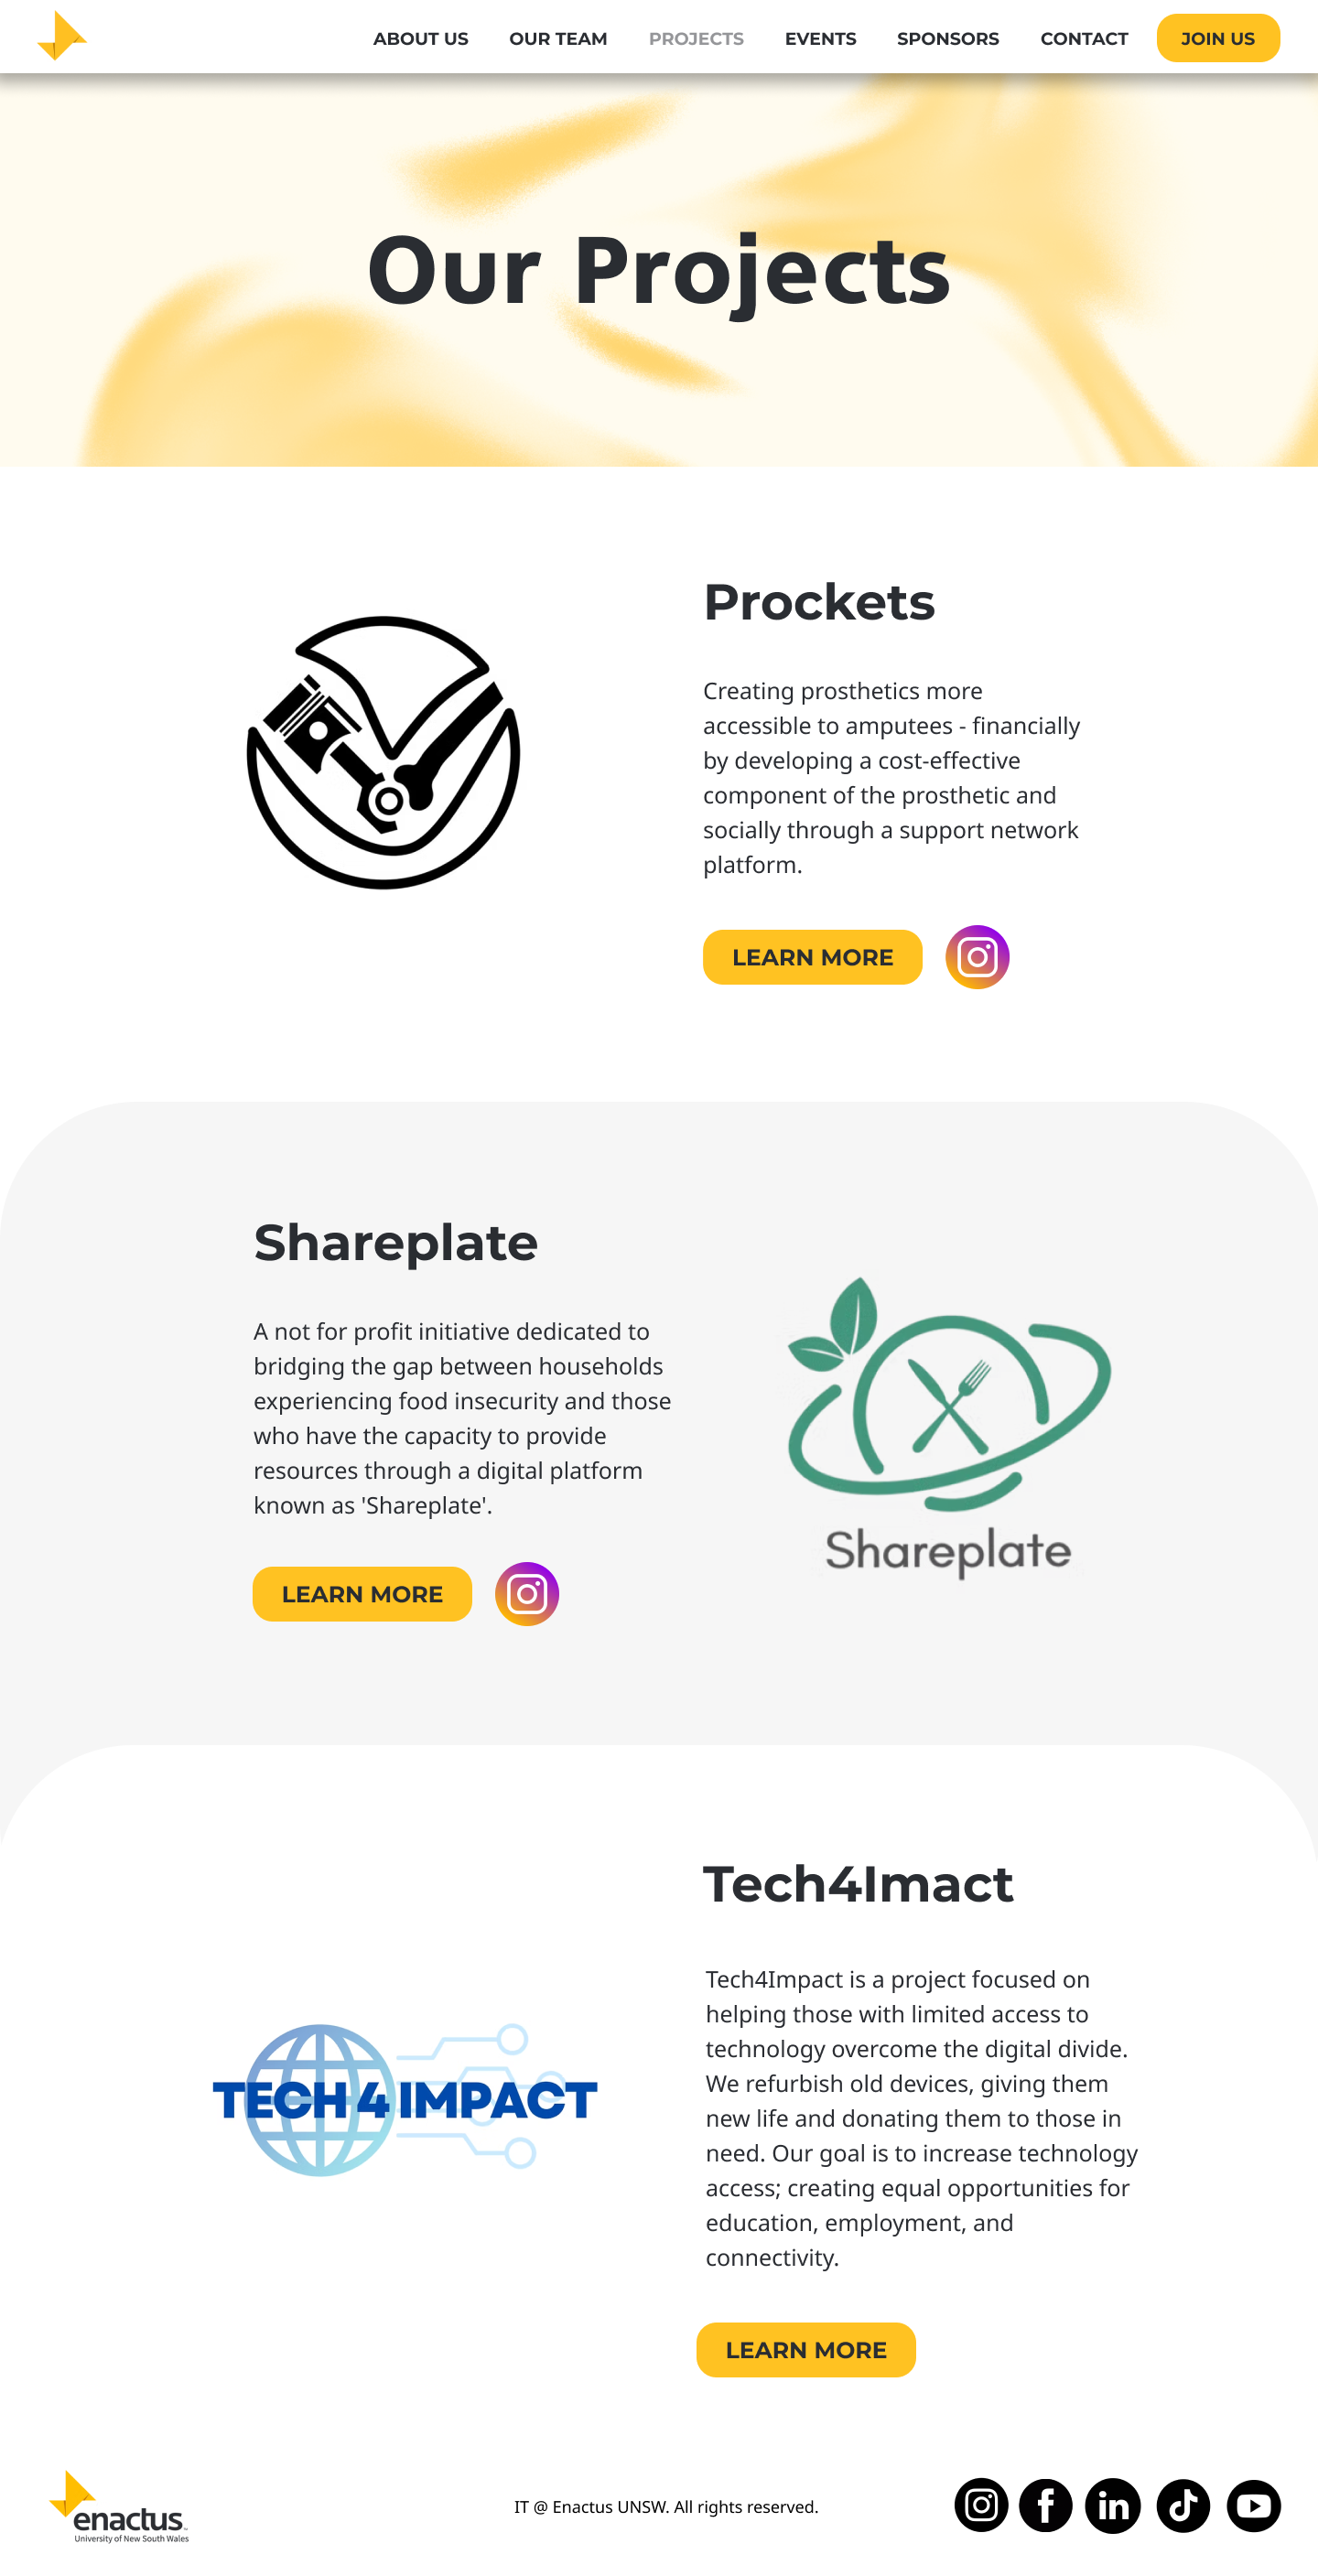 ABOUT US OUR TEAM PROJECTS EVENTS SPONSORS CONTACT JOIN US
Our Projects
Prockets
Creating prosthetics more
accessible to amputees - financially
by developing a cost-effective
component of the prosthetic and
socially through a support network
platform.
LEARN MORE
Shareplate
A not for profit initiative dedicated to
bridging the gap between households
experiencing food insecurity and those
who have the capacity to provide
resources through a digital platform
known as 'Shareplate'.
LEARN MORE
Shareplate
Tech4Imact
Tech4Impact is a project focused on
helping those with limited access to
technology overcome the digital divide.
We refurbish old devices, giving them
new life and donating them to those in
need. Our goal is to increase technology
access; creating equal opportunities for
education, employment, and
connectivity.
TECH 4 IMPACT
LEARN MORE
enactus
University of New South Wales
IT @ Enactus UNSW. All rights reserved.
in